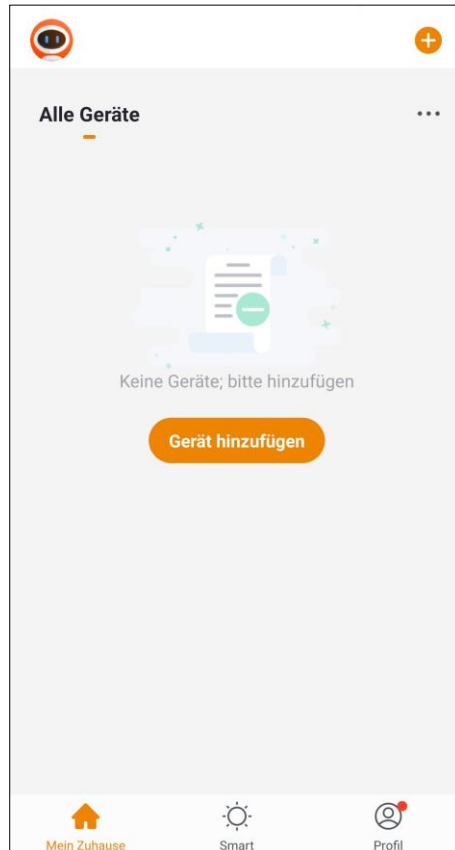 Alle Geräte
Keine Geräte; bitte hinzufügen
Gerät hinzufügen
Mein Zuhause
Smart
Profil